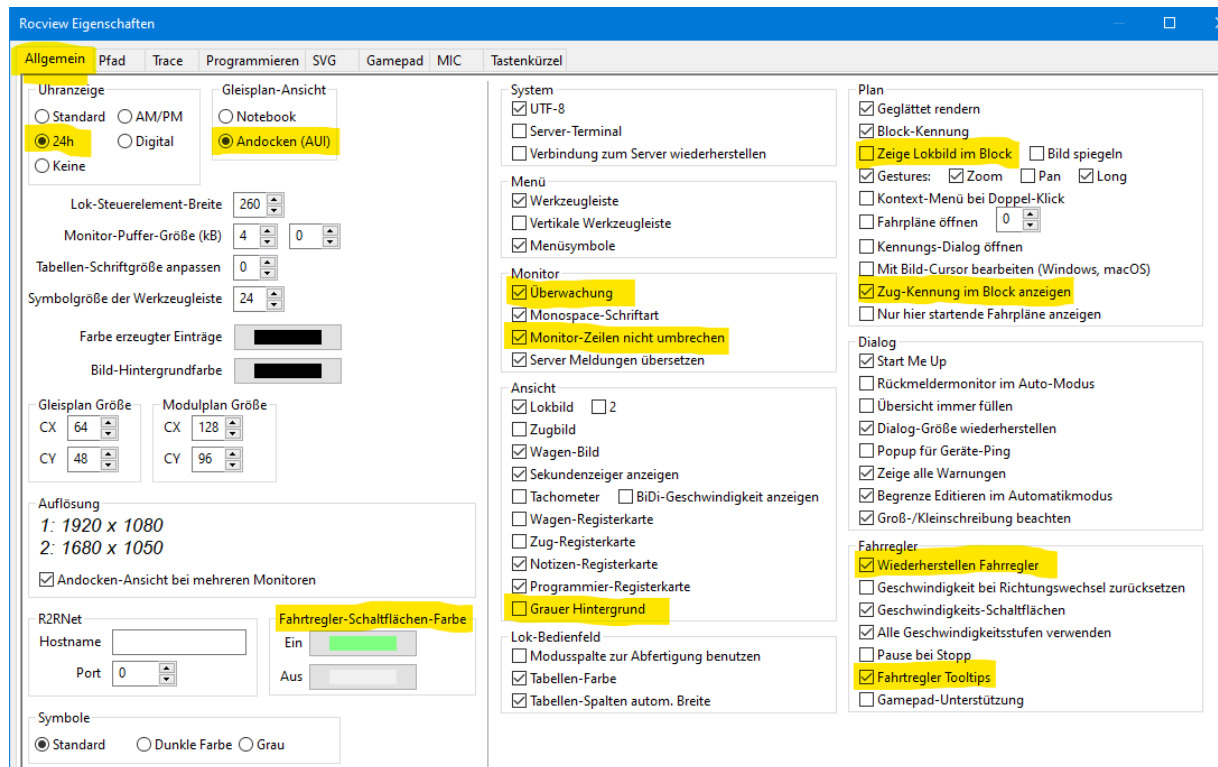 Rocview Eigenschaften
Allgemein Pfad Trace Programmieren SVG Gamepad MIC Tastenkürzel
Uhranzeige
Standard AM/PM
24h Digital
Keine
Gleisplan-Ansicht
Notebook
Andocken (AUI)
Lok-Steuerelement-Breite 260
Monitor-Puffer-Größe (kB) 4 0
Tabellen-Schriftgröße anpassen 0
Symbolgröße der Werkzeugleiste 24
Farbe erzeugter Einträge
Bild-Hintergrundfarbe
Gleisplan Größe
CX 64
CY 48
Modulplan Größe
CX 128
CY 96
Auflösung
1: 1920 x 1080
2: 1680 x 1050
Andocken-Ansicht bei mehreren Monitoren
R2RNet
Hostname
Port 0
Fahrtregler-Schaltflächen-Farbe
Ein
Aus
Symbole
Standard Dunkle Farbe Grau
System
UTF-8
Server-Terminal
Verbindung zum Server wiederherstellen
Menü
Werkzeugleiste
Vertikale Werkzeugleiste
Menüsymbole
Monitor
Überwachung
Monospace-Schriftart
Monitor-Zeilen nicht umbrechen
Server Meldungen übersetzen
Ansicht
Lokbild 2
Zugbild
Wagen-Bild
Sekundenzeiger anzeigen
Tachometer BiDi-Geschwindigkeit anzeigen
Wagen-Registerkarte
Zug-Registerkarte
Notizen-Registerkarte
Programmier-Registerkarte
Grauer Hintergrund
Lok-Bedienfeld
Modusspalte zur Abfertigung benutzen
Tabellen-Farbe
Tabellen-Spalten autom. Breite
Plan
Geglättet rendern
Block-Kennung
Zeige Lokbild im Block Bild spiegeln
Gestures: Zoom Pan Long
Kontext-Menü bei Doppel-Klick
Fahrpläne öffnen 0
Kennungs-Dialog öffnen
Mit Bild-Cursor bearbeiten (Windows, macOS)
Zug-Kennung im Block anzeigen
Nur hier startende Fahrpläne anzeigen
Dialog
Start Me Up
Rückmeldermonitor im Auto-Modus
Übersicht immer füllen
Dialog-Größe wiederherstellen
Popup für Geräte-Ping
Zeige alle Warnungen
Begrenze Editieren im Automatikmodus
Groß-/Kleinschreibung beachten
Fahrregler
Wiederherstellen Fahrregler
Geschwindigkeit bei Richtungswechsel zurücksetzen
Geschwindigkeits-Schaltflächen
Alle Geschwindigkeitsstufen verwenden
Pause bei Stopp
Fahrtregler Tooltips
Gamepad-Unterstützung